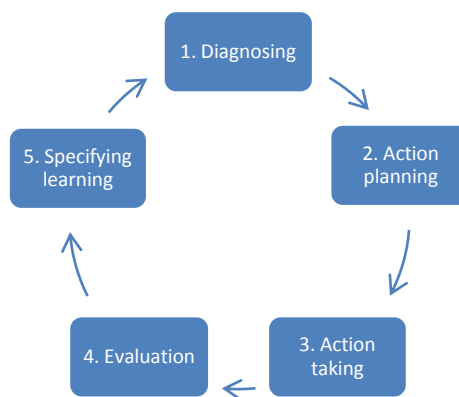 1. Diagnosing
2. Action
planning
3. Action
taking
4. Evaluation
5. Specifying
learning